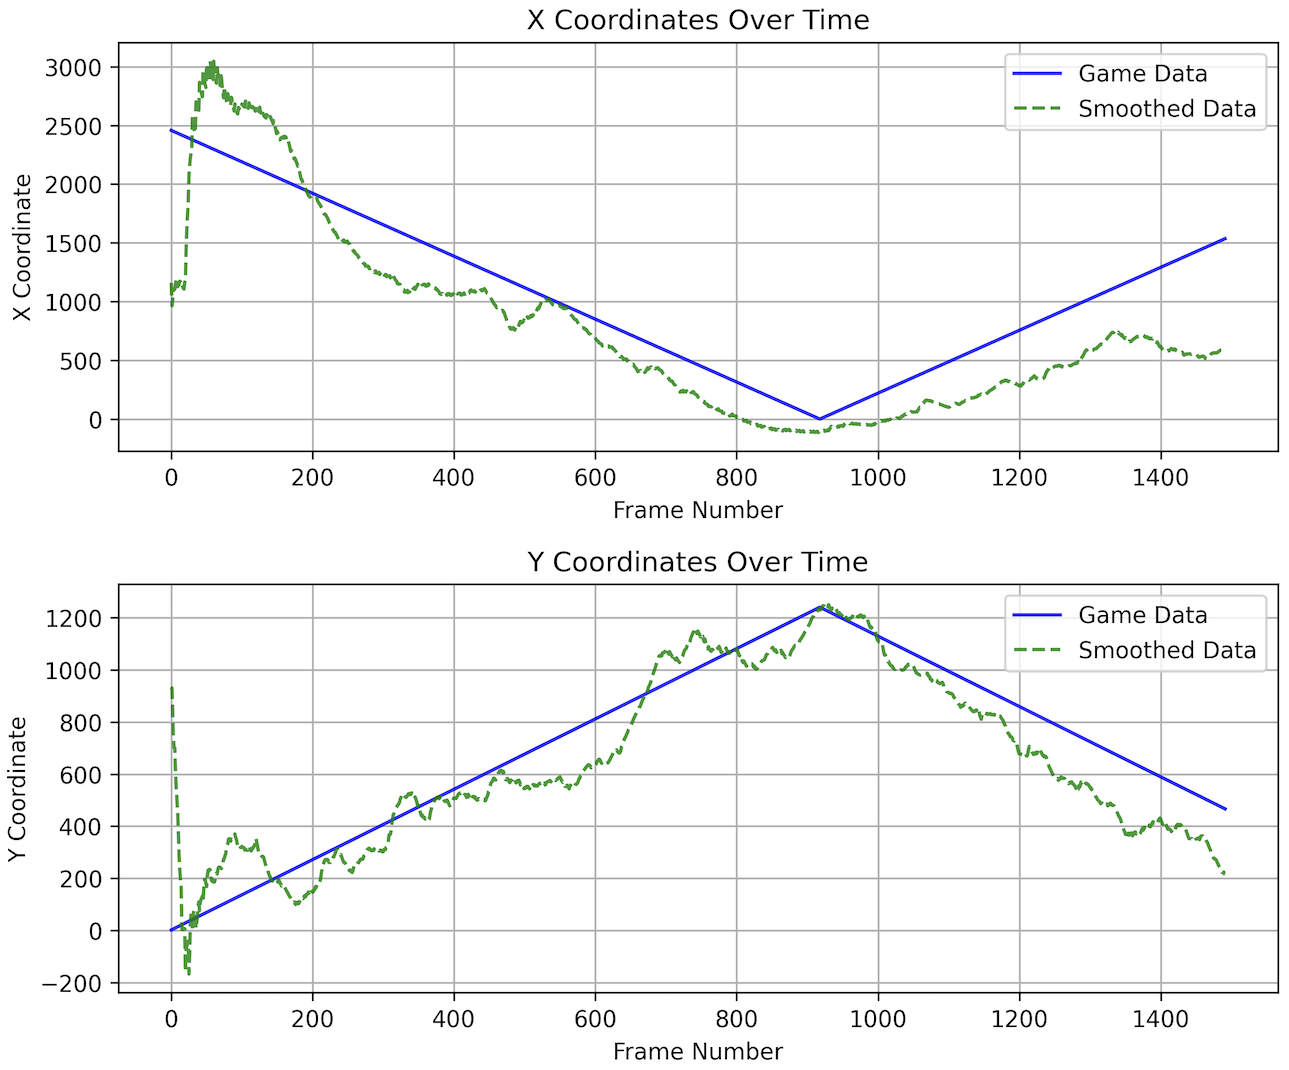 X Coordinates Over Time
3000
2500
2000
1500
1000
500
0
X Coordinate
Game Data
Smoothed Data
0 200 400 600 800 1000 1200 1400
Frame Number
Y Coordinates Over Time
1200
1000
800
600
400
200
0
−200
Y Coordinate
Game Data
Smoothed Data
0 200 400 600 800 1000 1200 1400
Frame Number